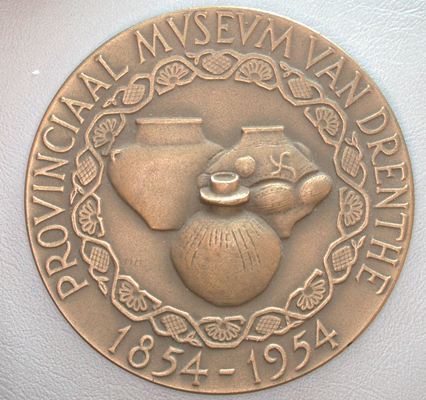 PROVINCIAAL MVSEVM VAN DRENTHE
1854-1954